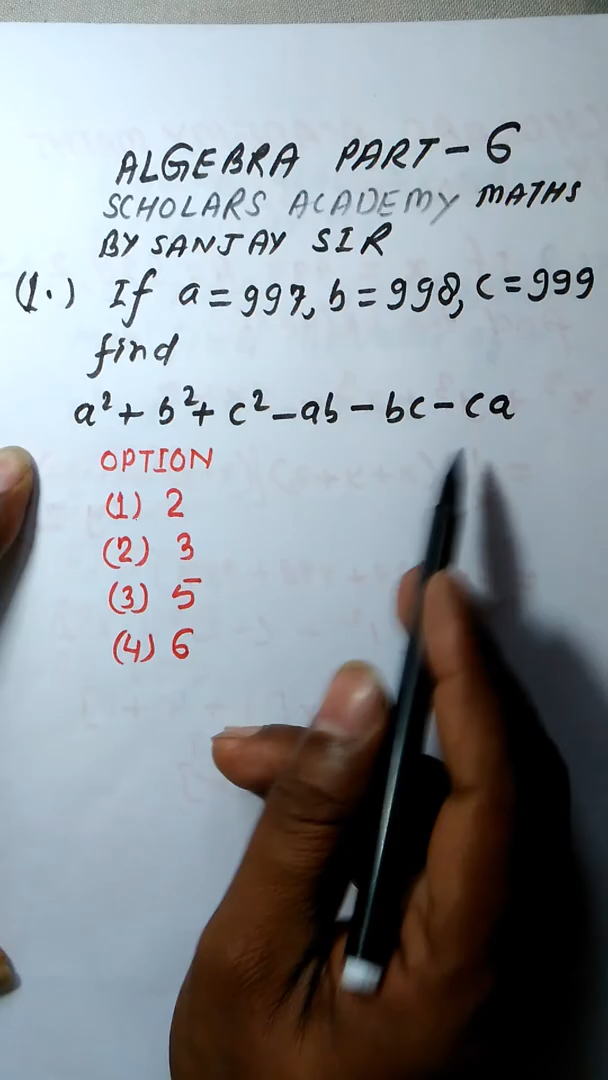 ALGEBRA PART-6
SCHOLARS ACADEMY MATHS
BY SANJAY SIR
(1.) If a=997, b=998, c=999
find
a²+b²+c²-ab-bc-ca
OPTION
(1) 2
(2) 3
(3) 5
(4) 6